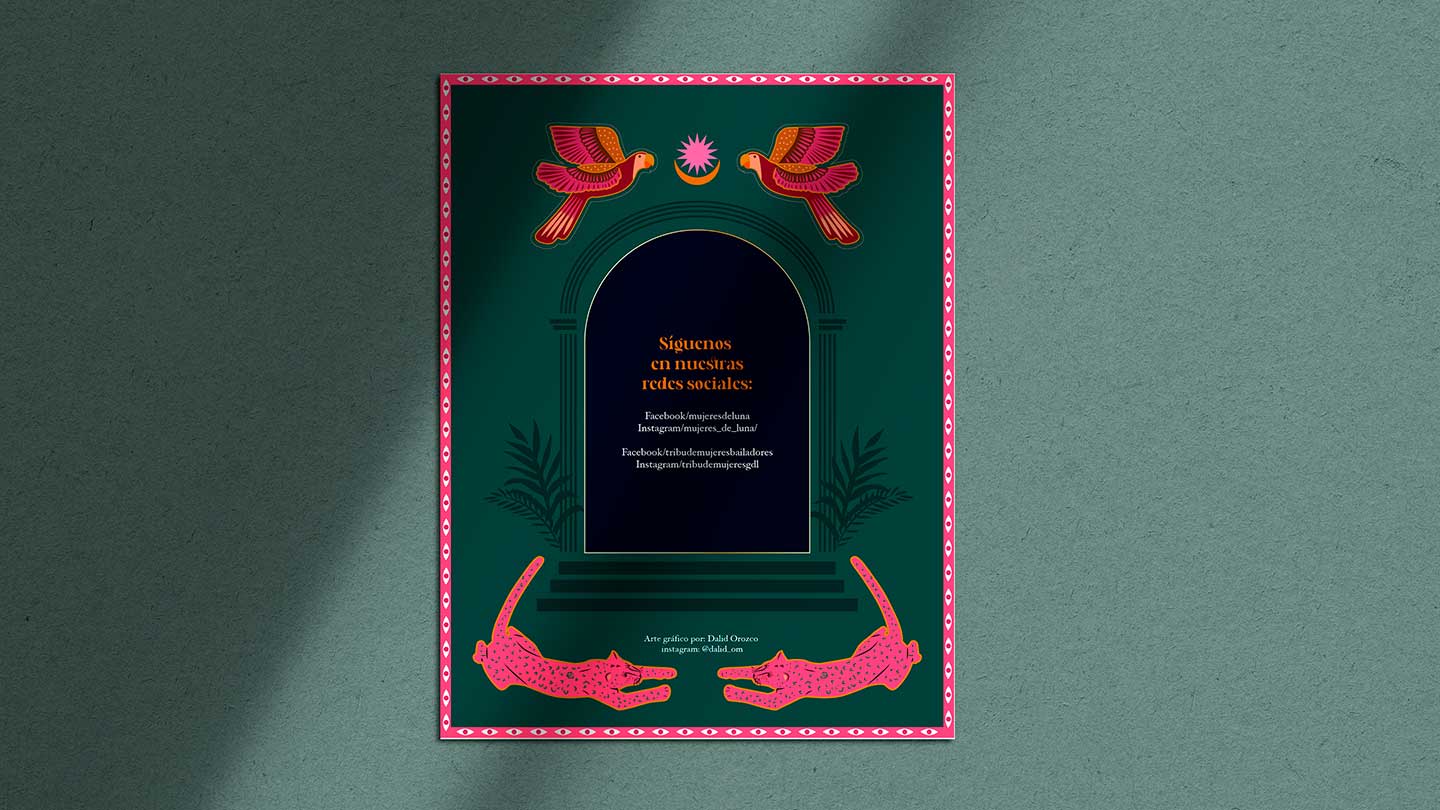 Síguenos
en nuestras
redes sociales:
Facebook/mujeresdeluna
Instagram/mujeres_de_luna/
Facebook/tribudemujeresbailadores
Instagram/tribudemujeresgdl
Arte gráfico por: Dalid Orozco
instagram: @dalid_om